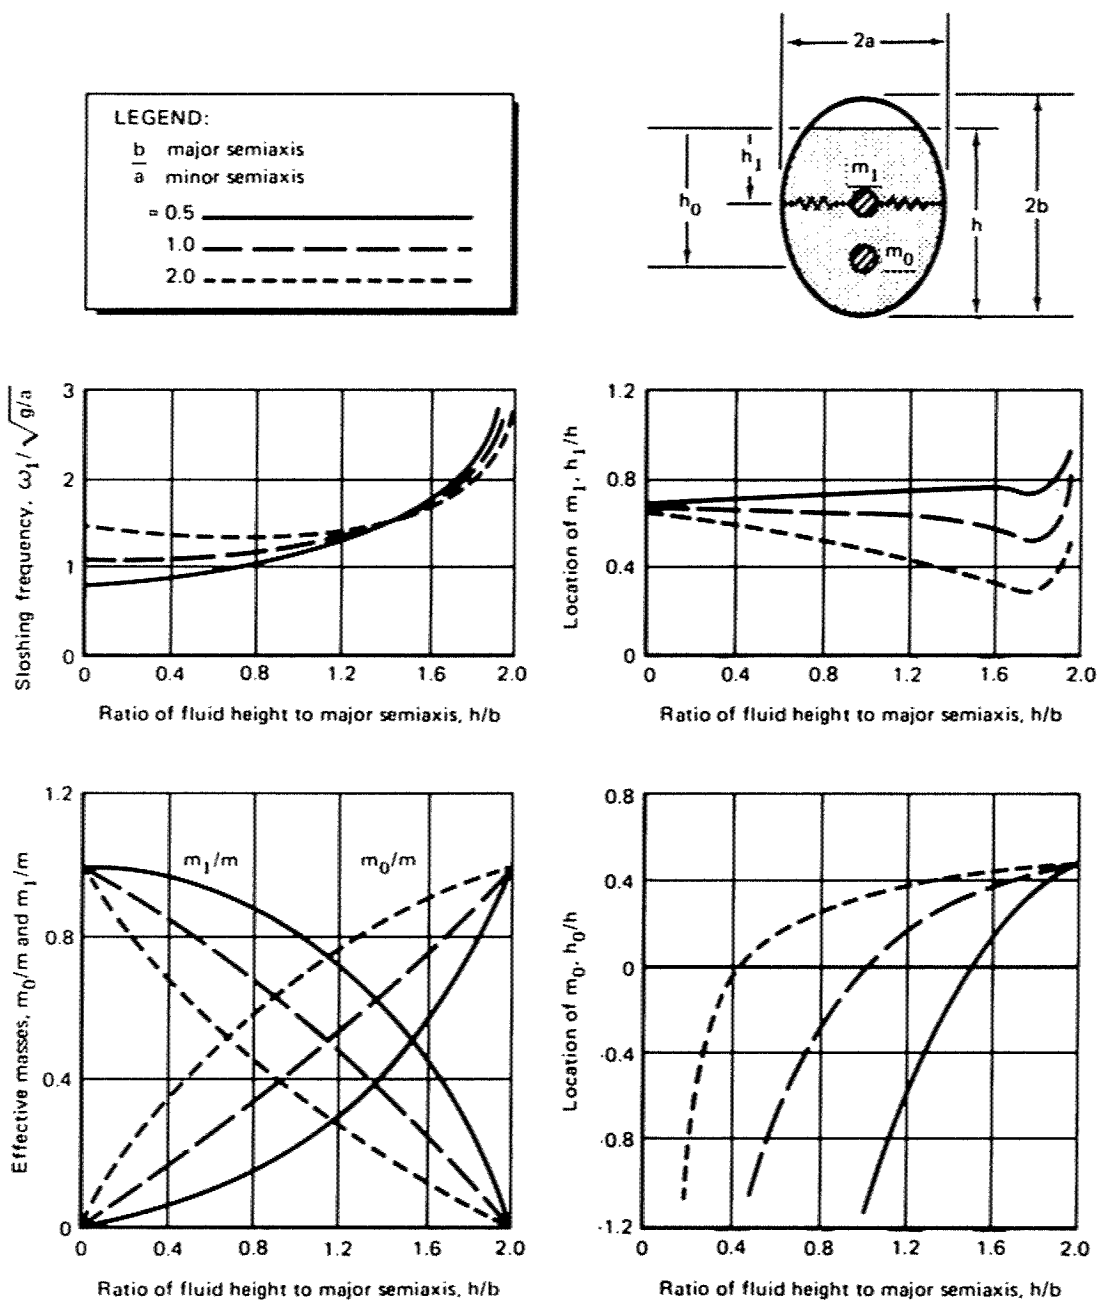 LEGEND:
b major semiaxis
a minor semiaxis
= 0.5
1.0
2.0
2a
h1
h0
m1
m0
h
2b
Sloshing frequency, ω1/√g/a
3
2
1
0
0 0.4 0.8 1.2 1.6 2.0
Ratio of fluid height to major semiaxis, h/b
Location of m1, h1/h
1.2
0.8
0.4
0
0 0.4 0.8 1.2 1.6 2.0
Ratio of fluid height to major semiaxis, h/b
Effective masses, m0/m and m1/m
1.2
0.8
0.4
0
m1/m m0/m
0 0.4 0.8 1.2 1.6 2.0
Ratio of fluid height to major semiaxis, h/b
Location of m0, h0/h
0.8
0.4
0
-0.4
-0.8
-1.2
0 0.4 0.8 1.2 1.6 2.0
Ratio of fluid height to major semiaxis, h/b